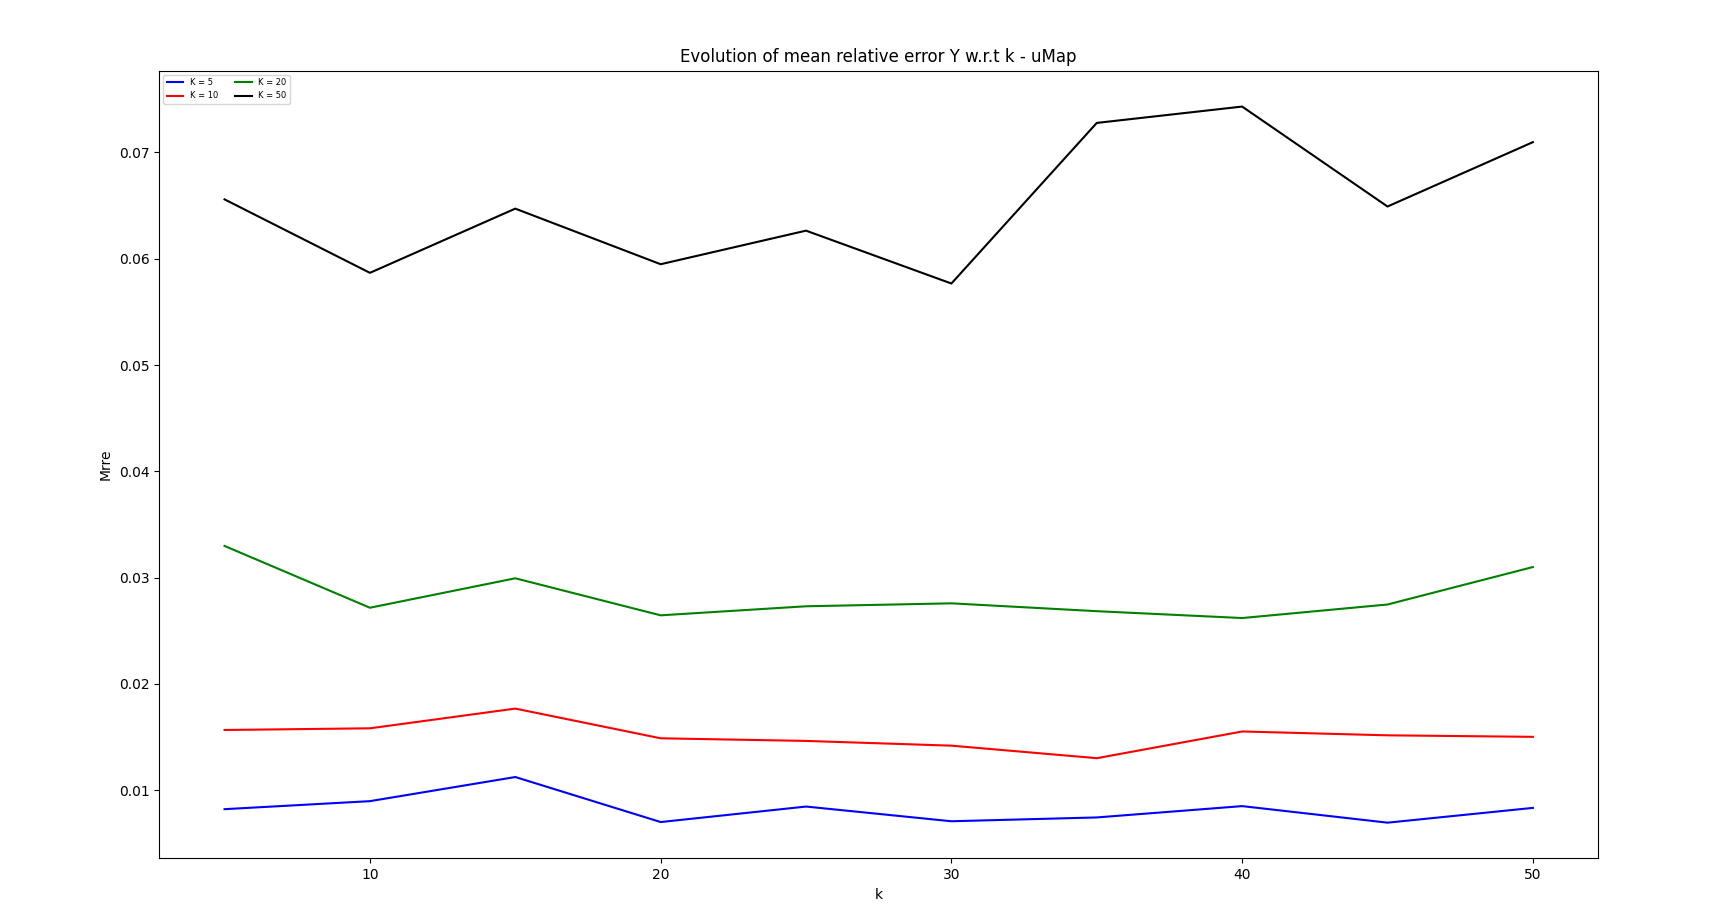 Evolution of mean relative error Y w.r.t k - uMap
K = 5
K = 10
K = 20
K = 50
Mrre
0.07
0.06
0.05
0.04
0.03
0.02
0.01
10
20
30
40
50
k